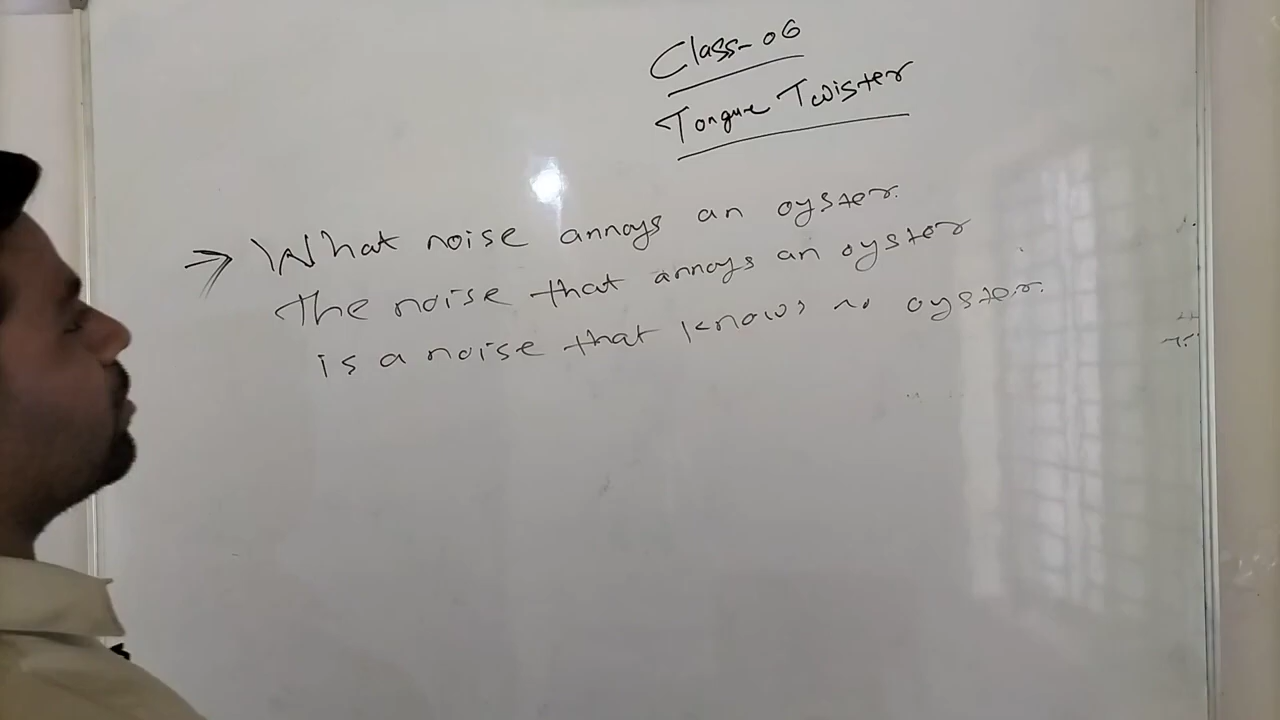 Class-06
Tongue Twister
→ What noise annoys an oyster.
The noise that annoys an oyster
is a noise that knows no oyster.